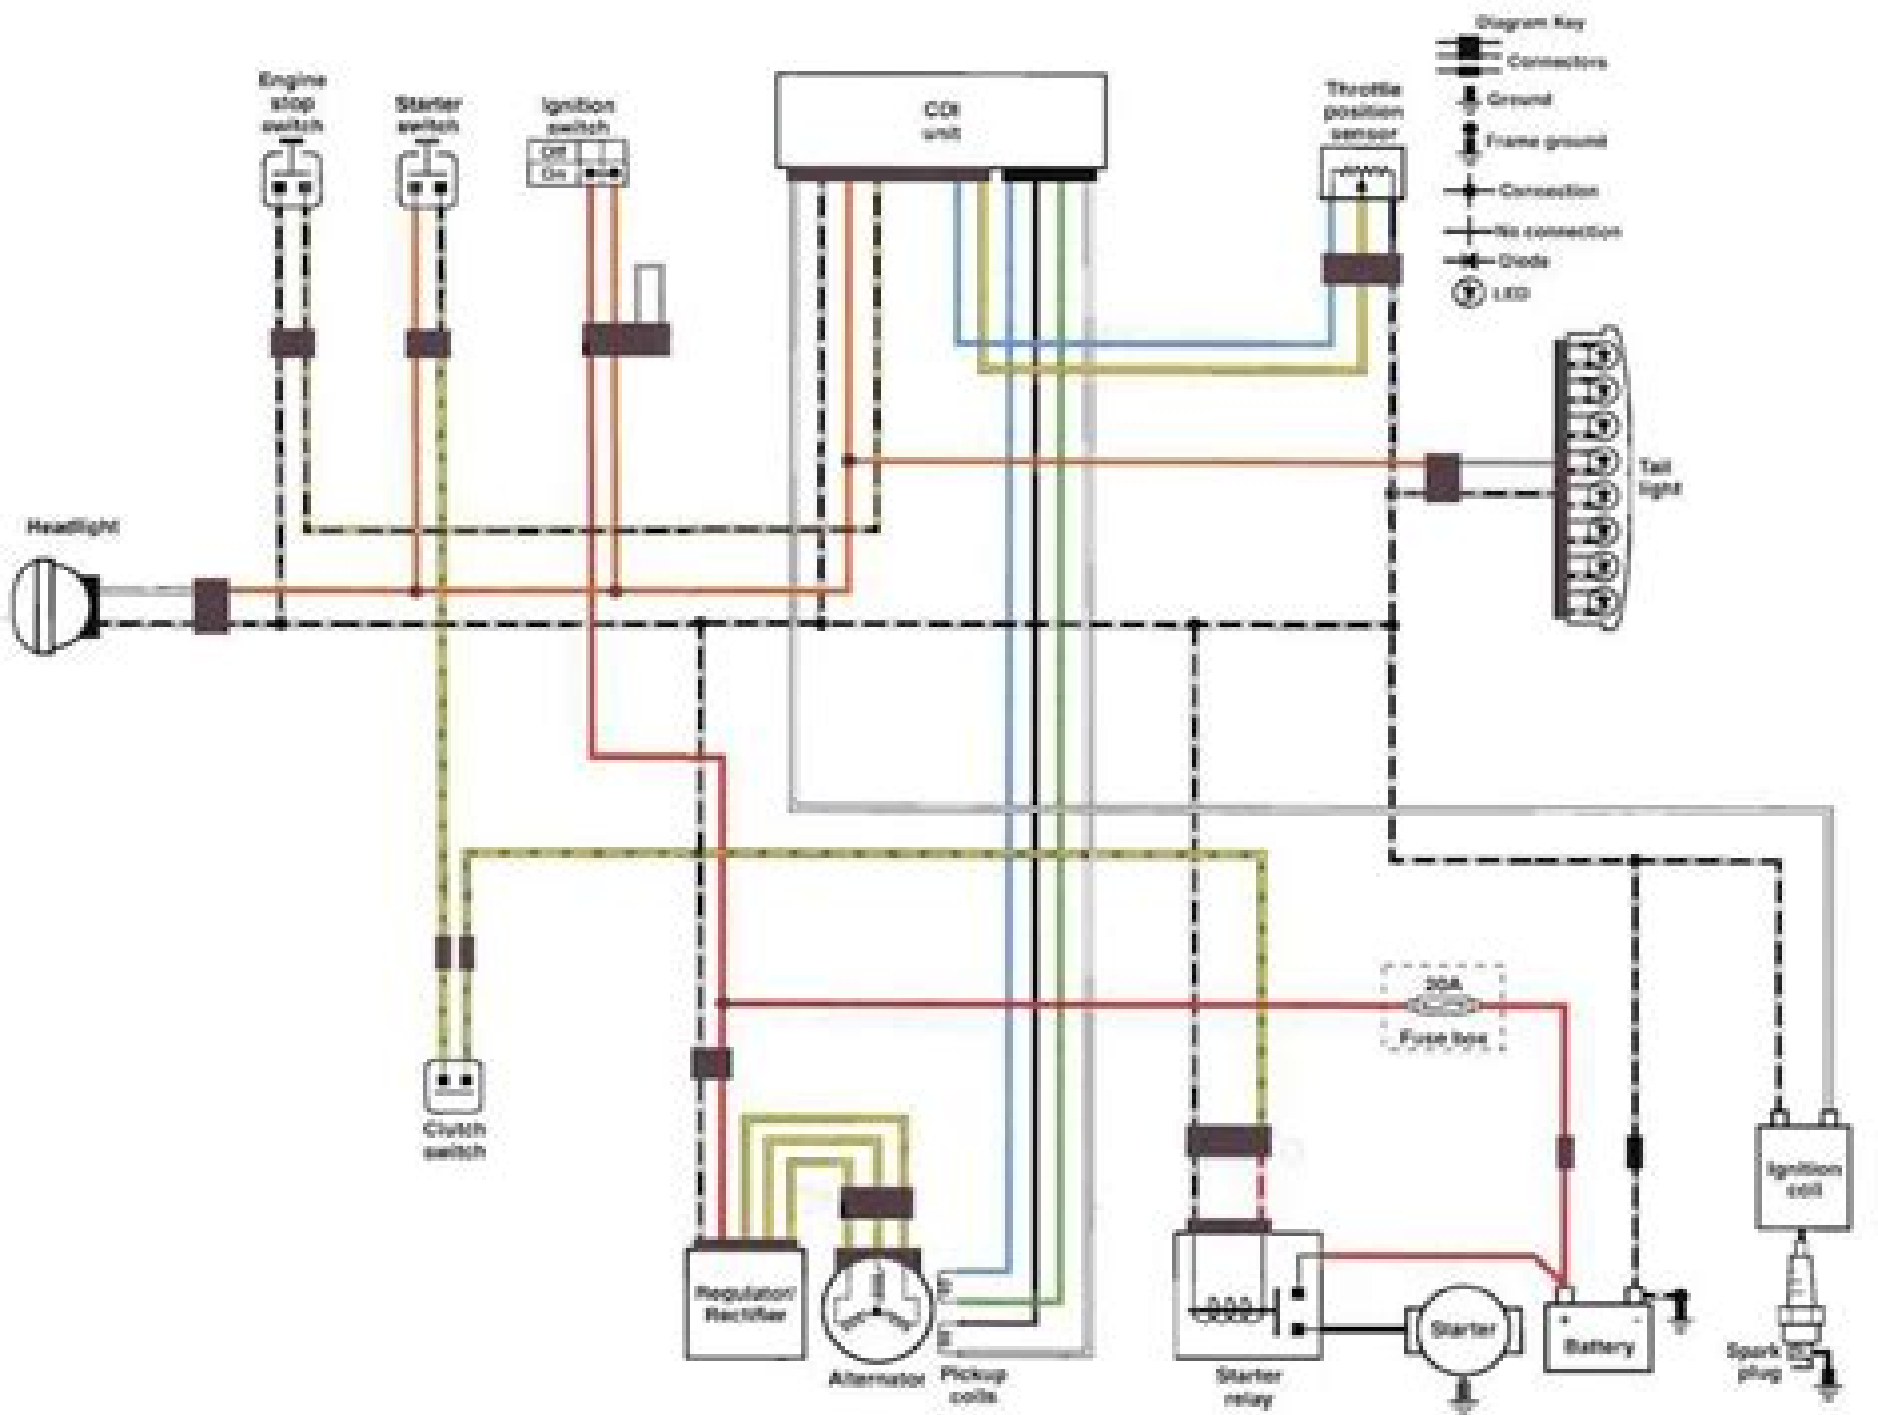 Diagram Key
Connectors
Ground
Frame ground
Connection
No connection
Diode
LED
Engine
stop
switch
Starter
switch
Ignition
switch
Off
On
CDI
unit
Throttle
position
sensor
Tail
light
Headlight
20A
Fuse box
Clutch
switch
Ignition
coil
Regulator/
Rectifier
Alternator
Pickup
coils
Starter
relay
Starter
+ -
Battery
Spark
plug